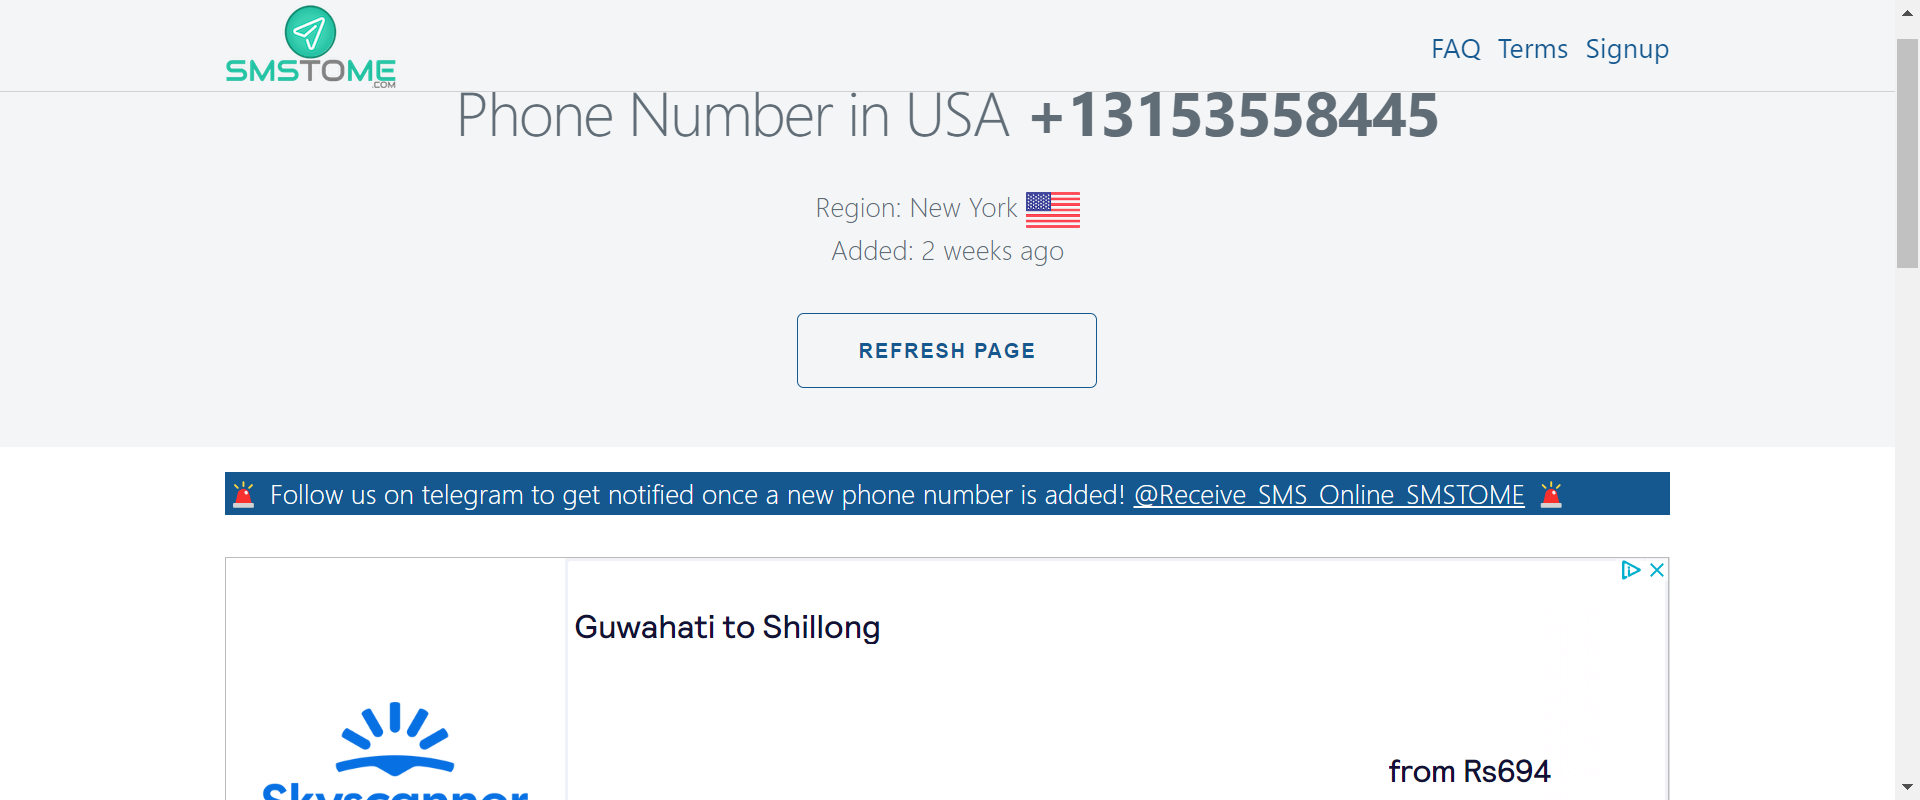 SMSTOME
.COM
FAQ Terms Signup
Phone Number in USA +13153558445
Region: New York
Added: 2 weeks ago
REFRESH PAGE
Follow us on telegram to get notified once a new phone number is added! @Receive_SMS_Online_SMSTOME
Guwahati to Shillong
from Rs694
Skyscanner